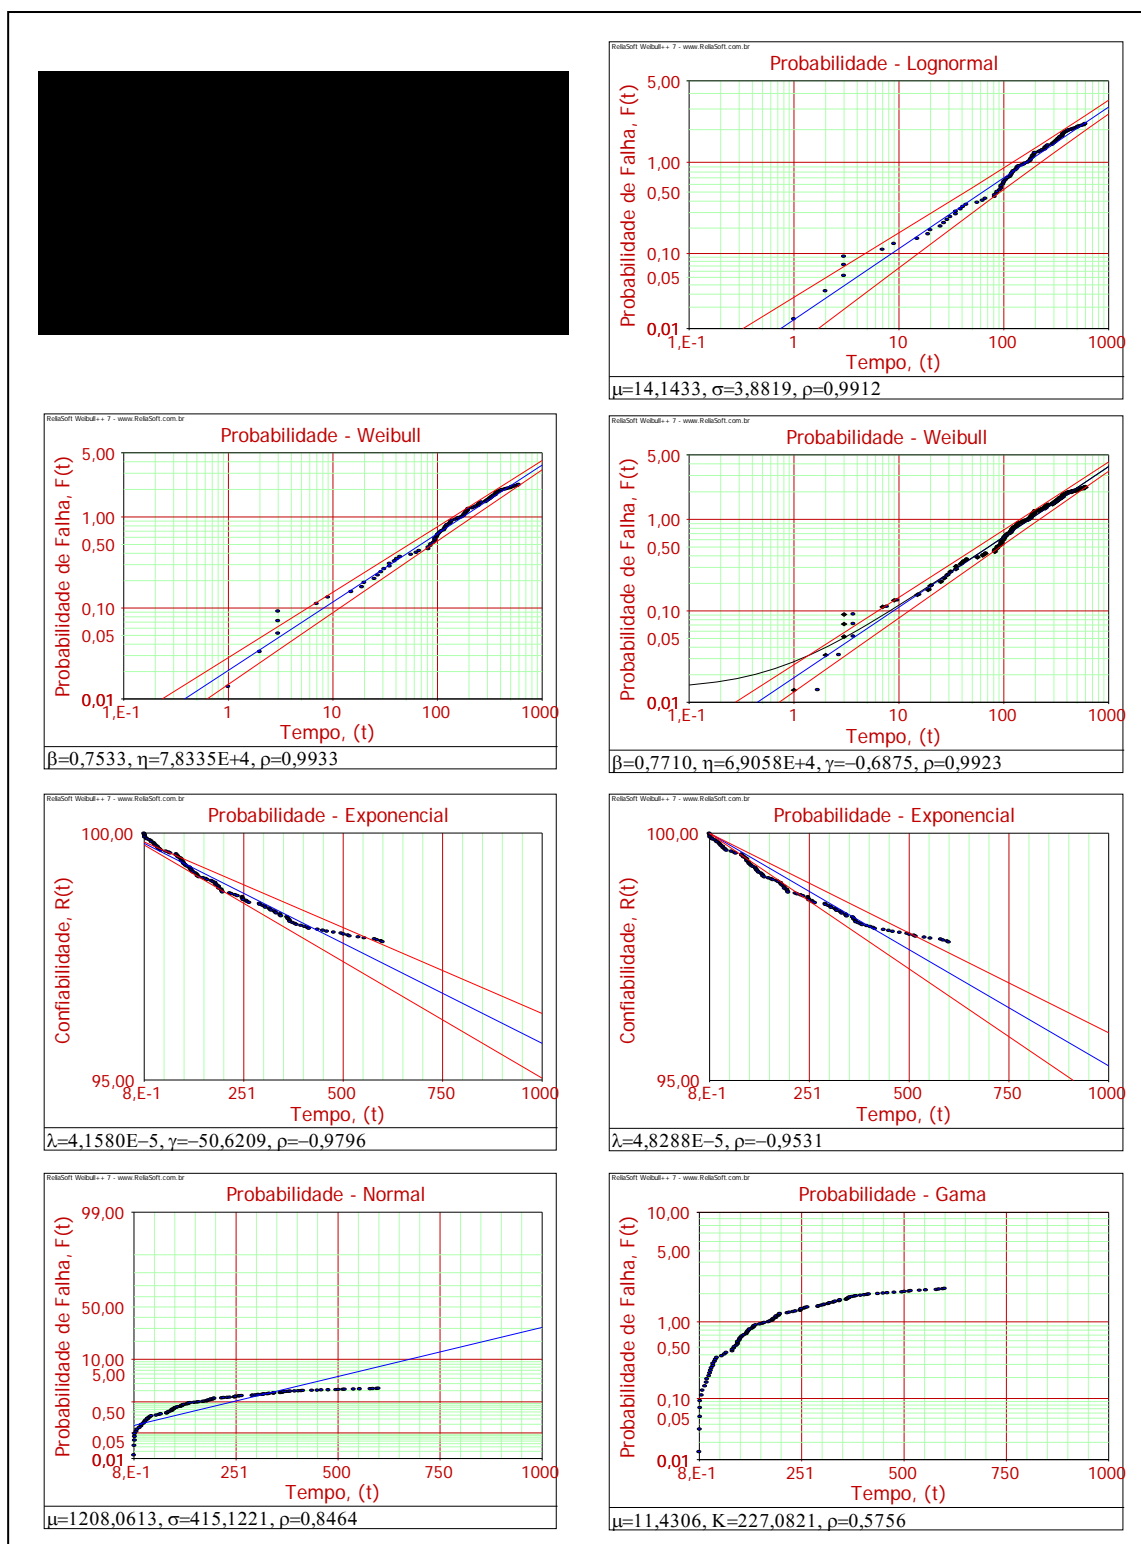 ReliaSoft Weibull++ 7 - www.ReliaSoft.com.br
Probabilidade - Lognormal
Probabilidade de Falha, F(t)
5,00
1,00
0,50
0,10
0,05
0,01
1,E-1 1 10 100 1000
Tempo, (t)
μ=14,1433, σ=3,8819, ρ=0,9912
ReliaSoft Weibull++ 7 - www.ReliaSoft.com.br
Probabilidade - Weibull
Probabilidade de Falha, F(t)
5,00
1,00
0,50
0,10
0,05
0,01
1,E-1 1 10 100 1000
Tempo, (t)
β=0,7533, η=7,8335E+4, ρ=0,9933
ReliaSoft Weibull++ 7 - www.ReliaSoft.com.br
Probabilidade - Weibull
Probabilidade de Falha, F(t)
5,00
1,00
0,50
0,10
0,05
0,01
1,E-1 1 10 100 1000
Tempo, (t)
β=0,7710, η=6,9058E+4, γ=−0,6875, ρ=0,9923
ReliaSoft Weibull++ 7 - www.ReliaSoft.com.br
Probabilidade - Exponencial
Confiabilidade, R(t)
100,00
95,00
8,E-1 251 500 750 1000
Tempo, (t)
λ=4,1580E−5, γ=−50,6209, ρ=−0,9796
ReliaSoft Weibull++ 7 - www.ReliaSoft.com.br
Probabilidade - Exponencial
Confiabilidade, R(t)
100,00
95,00
8,E-1 251 500 750 1000
Tempo, (t)
λ=4,8288E−5, ρ=−0,9531
ReliaSoft Weibull++ 7 - www.ReliaSoft.com.br
Probabilidade - Normal
Probabilidade de Falha, F(t)
99,00
50,00
10,00
5,00
0,50
0,05
0,01
8,E-1 251 500 750 1000
Tempo, (t)
μ=1208,0613, σ=415,1221, ρ=0,8464
ReliaSoft Weibull++ 7 - www.ReliaSoft.com.br
Probabilidade - Gama
Probabilidade de Falha, F(t)
10,00
5,00
1,00
0,50
0,10
0,05
0,01
8,E-1 251 500 750 1000
Tempo, (t)
μ=11,4306, K=227,0821, ρ=0,5756